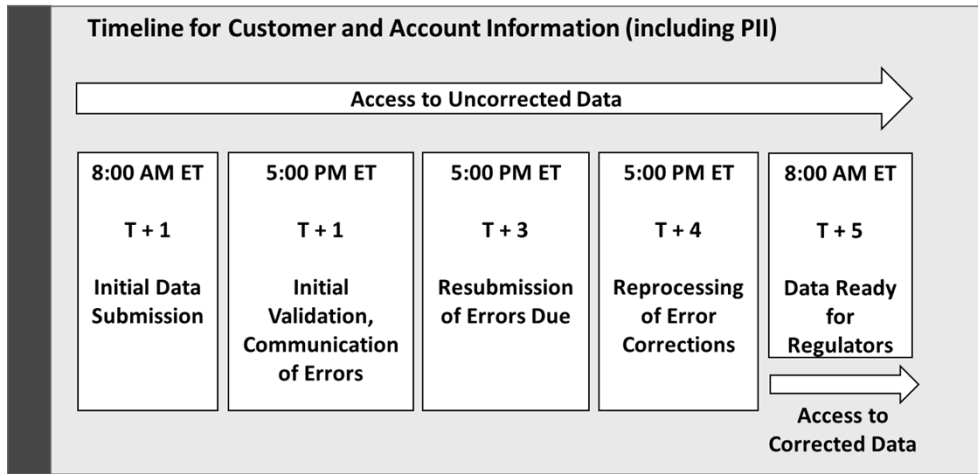 Timeline for Customer and Account Information (including PII)
Access to Uncorrected Data
8:00 AM ET
T + 1
Initial Data
Submission
5:00 PM ET
T + 1
Initial
Validation,
Communication
of Errors
5:00 PM ET
T + 3
Resubmission
of Errors Due
5:00 PM ET
T + 4
Reprocessing
of Error
Corrections
8:00 AM ET
T + 5
Data Ready
for
Regulators
Access to
Corrected Data